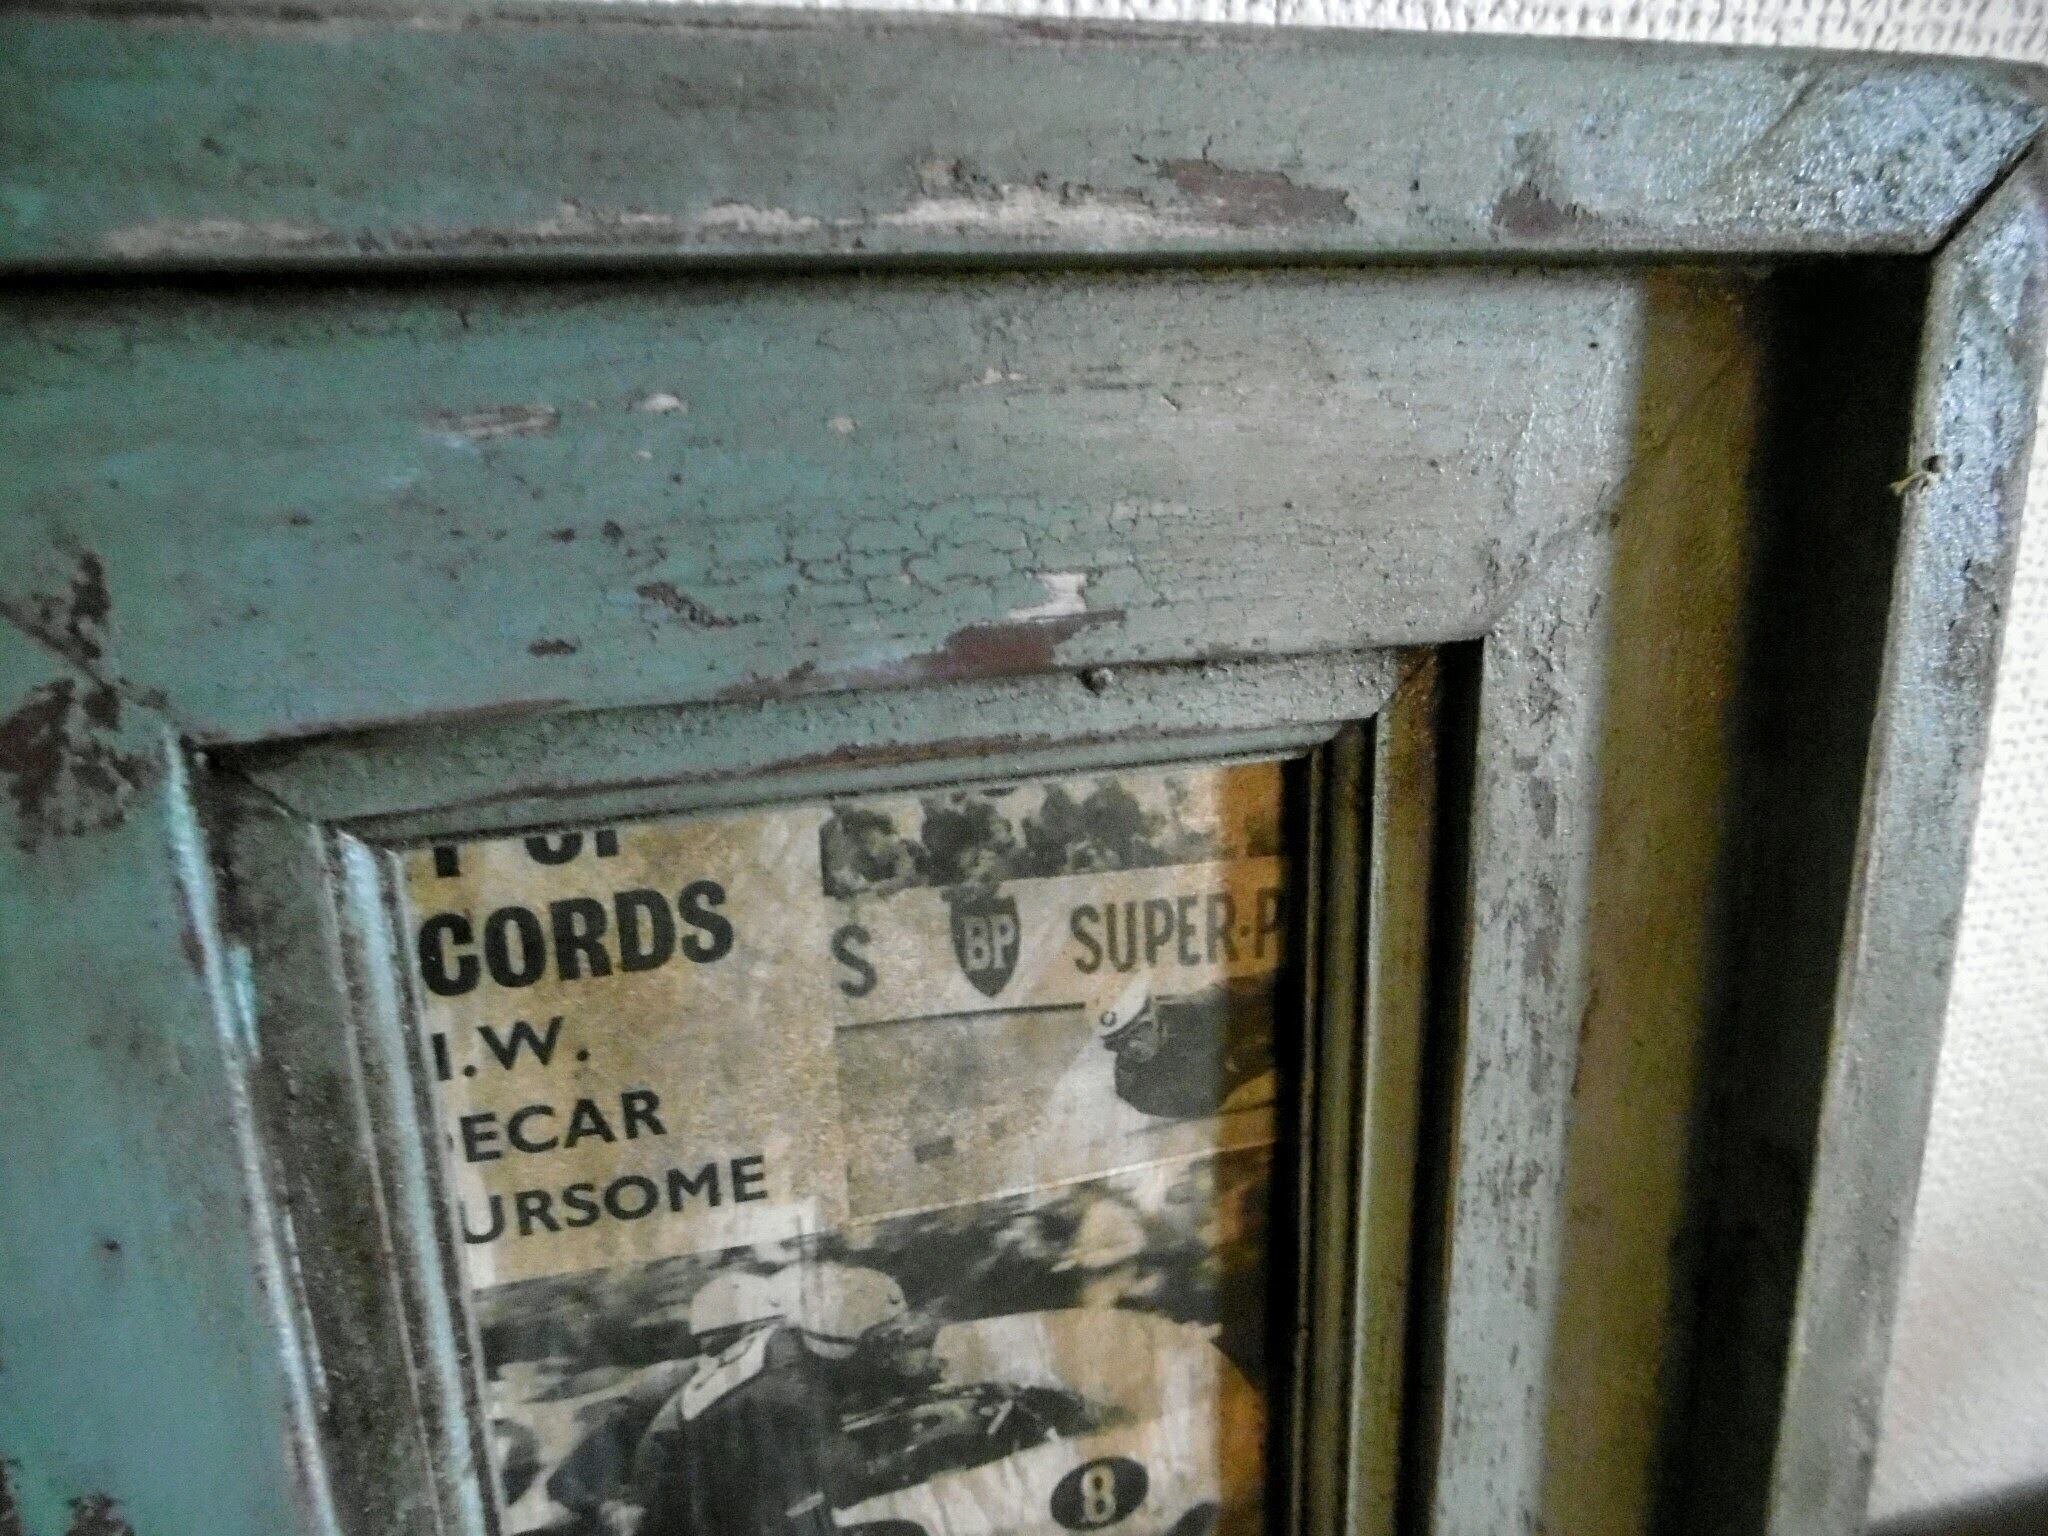 CORDS
.W.
ECAR
URSOME
S BP SUPER-P
8